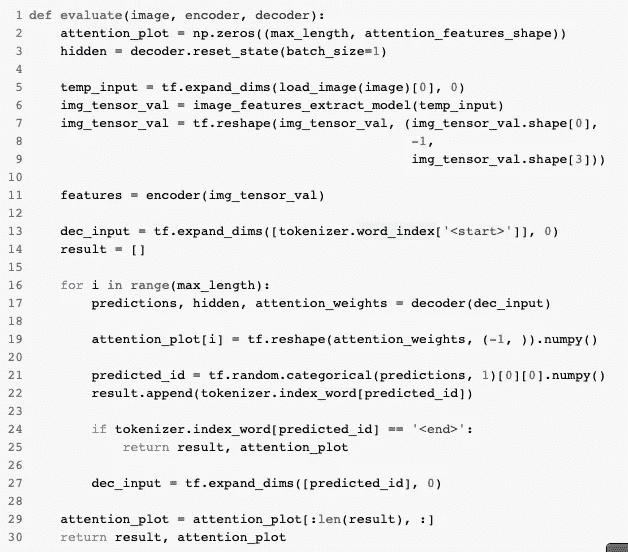 1 def evaluate(image, encoder, decoder):
2     attention_plot = np.zeros((max_length, attention_features_shape))
3     hidden = decoder.reset_state(batch_size=1)
4
5     temp_input = tf.expand_dims(load_image(image)[0], 0)
6     img_tensor_val = image_features_extract_model(temp_input)
7     img_tensor_val = tf.reshape(img_tensor_val, (img_tensor_val.shape[0],
8                                                  -1,
9                                                  img_tensor_val.shape[3]))
10
11     features = encoder(img_tensor_val)
12
13     dec_input = tf.expand_dims([tokenizer.word_index['<start>']], 0)
14     result = []
15
16     for i in range(max_length):
17         predictions, hidden, attention_weights = decoder(dec_input)
18
19         attention_plot[i] = tf.reshape(attention_weights, (-1, )).numpy()
20
21         predicted_id = tf.random.categorical(predictions, 1)[0][0].numpy()
22         result.append(tokenizer.index_word[predicted_id])
23
24         if tokenizer.index_word[predicted_id] == '<end>':
25             return result, attention_plot
26
27         dec_input = tf.expand_dims([predicted_id], 0)
28
29     attention_plot = attention_plot[:len(result), :]
30     return result, attention_plot